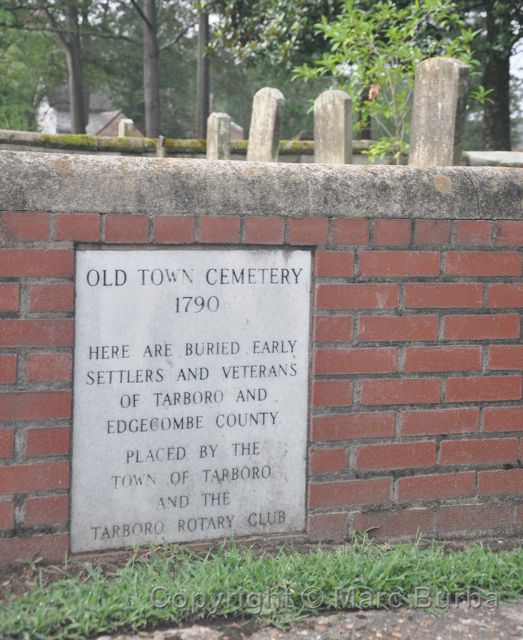 OLD TOWN CEMETERY
1790
HERE ARE BURIED EARLY
SETTLERS AND VETERANS
OF TARBORO AND
EDGECOMBE COUNTY
PLACED BY THE
TOWN OF TARBORO
AND THE
TARBORO ROTARY CLUB
Copyright © Marc Burba